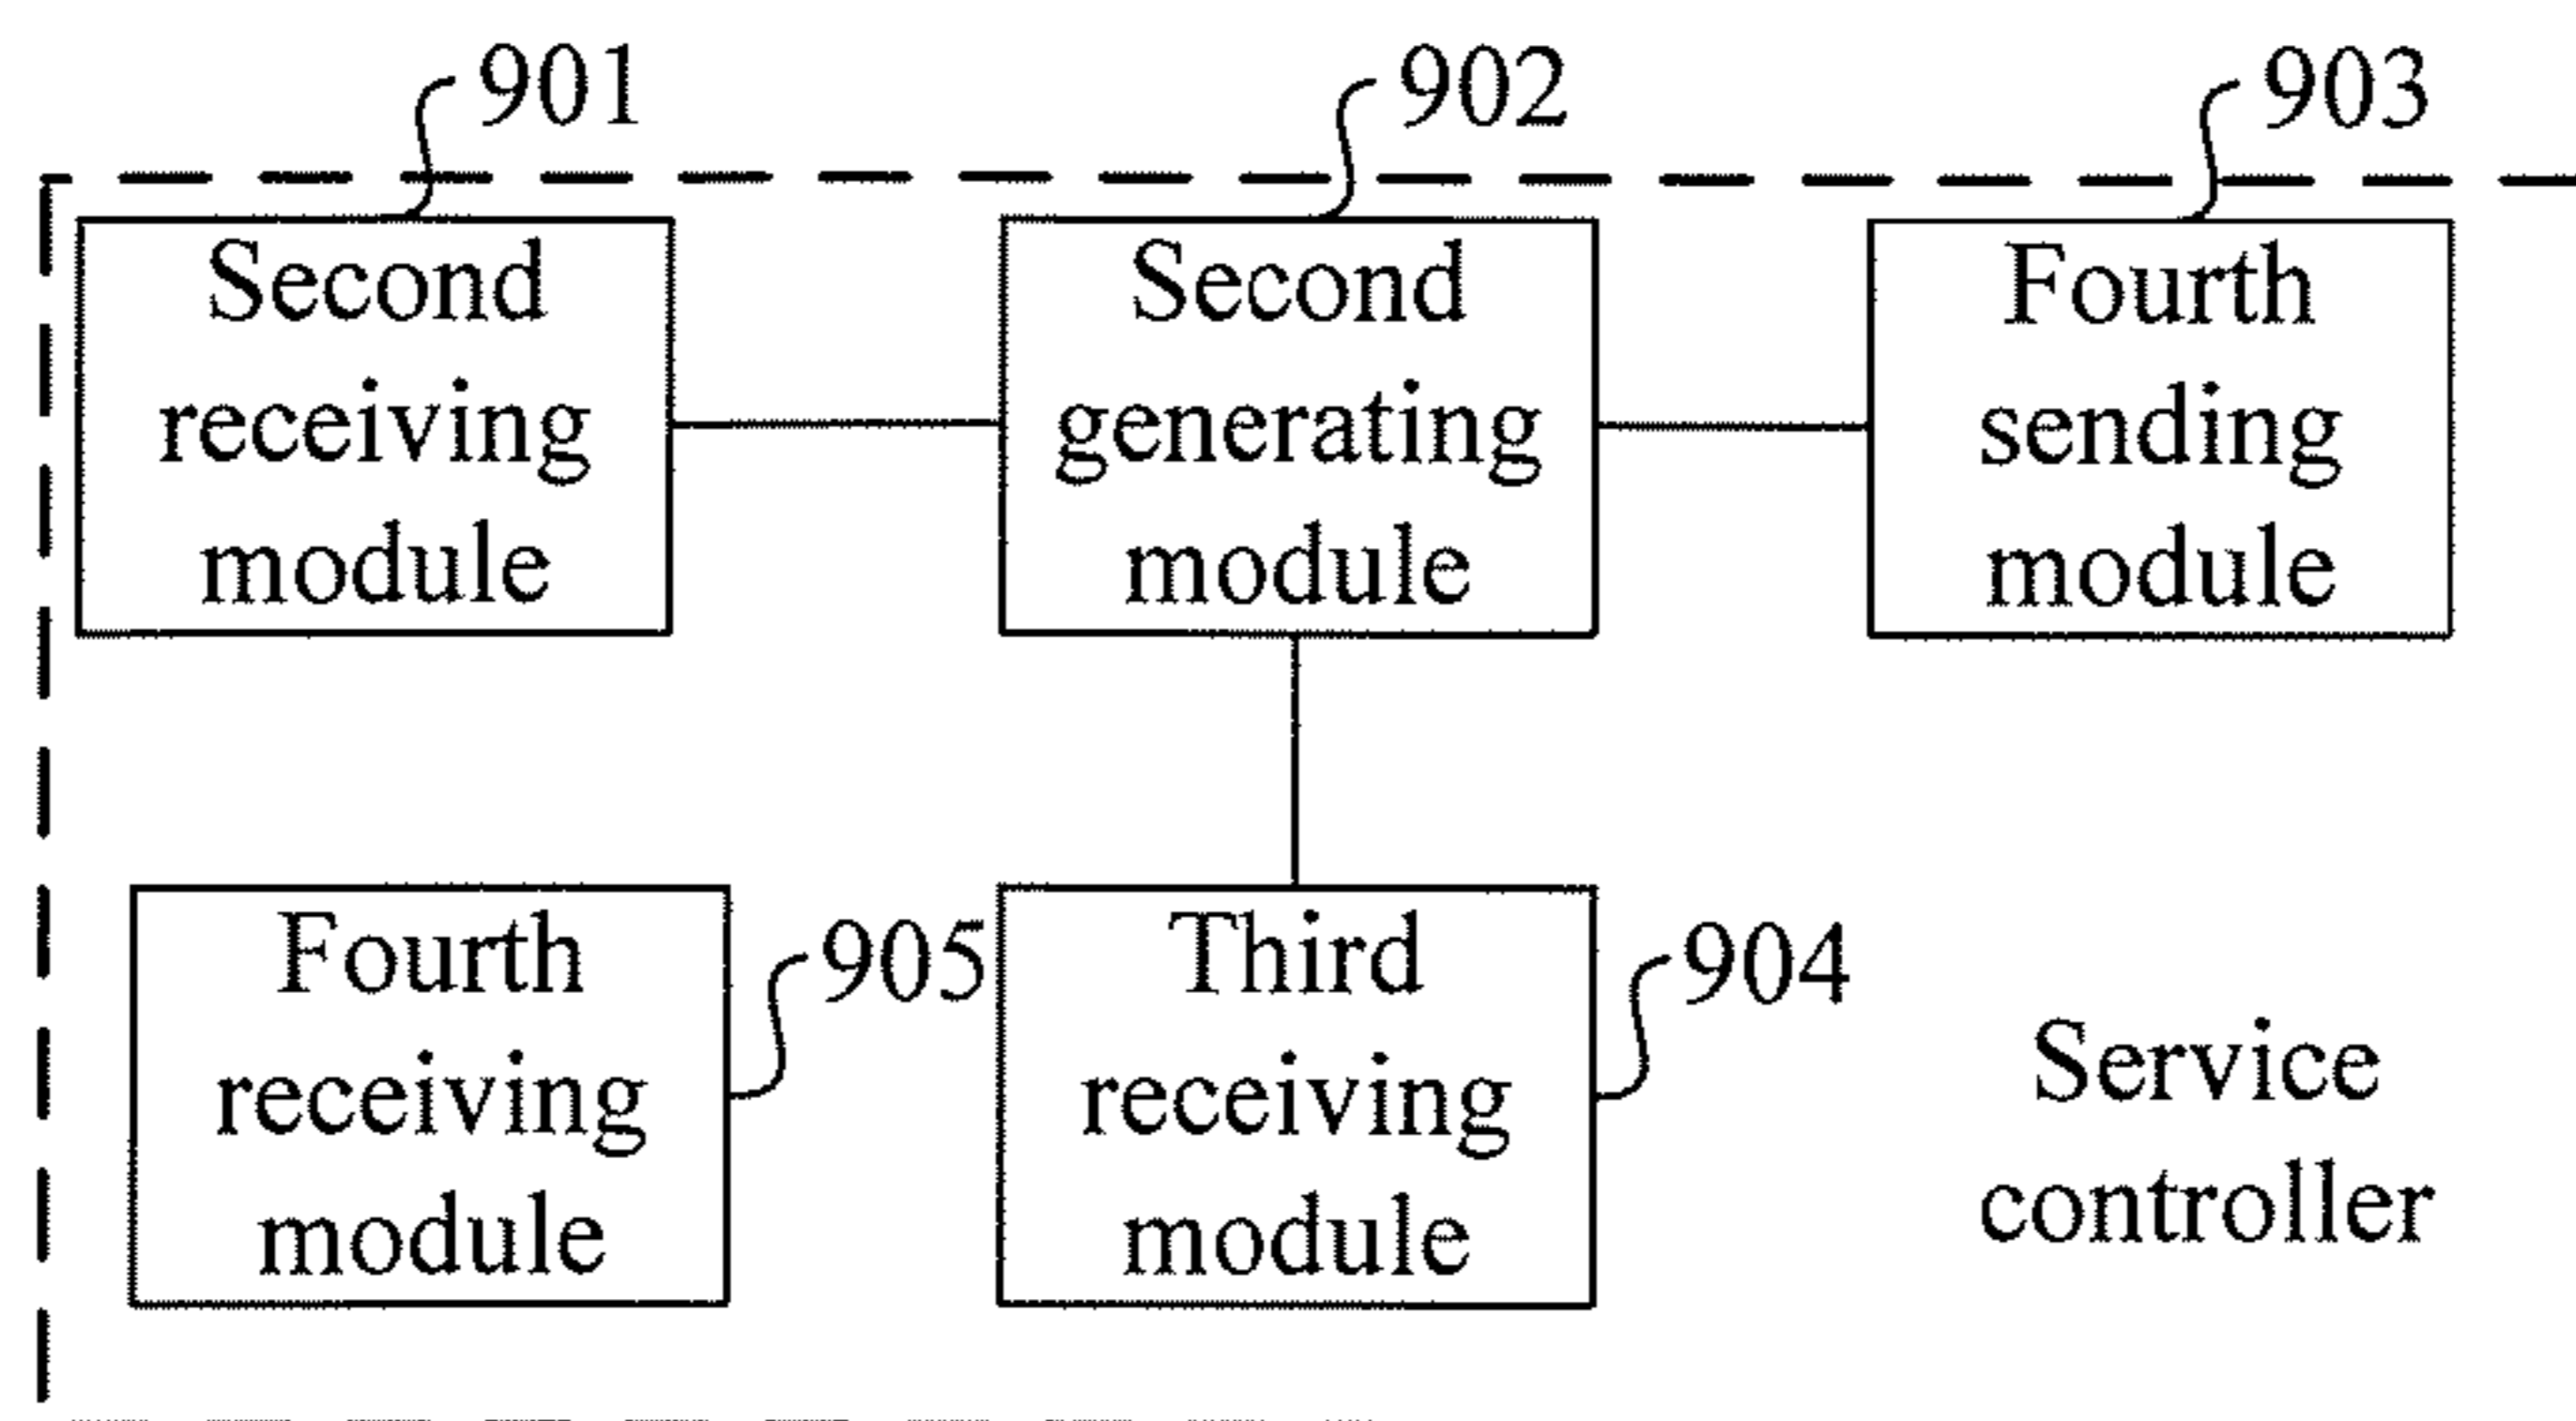 901
902
903
Second
receiving
module
Second
generating
module
Fourth
sending
module
Fourth
receiving
module
905
Third
receiving
module
904
Service
controller